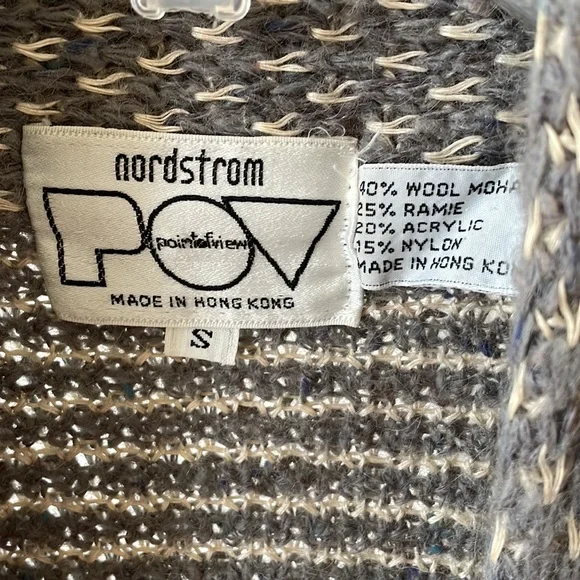 nordstrom
POV
pointofview
MADE IN HONG KONG
S
40% WOOL MOHA
25% RAMIE
20% ACRYLIC
15% NYLON
MADE IN HONG KO